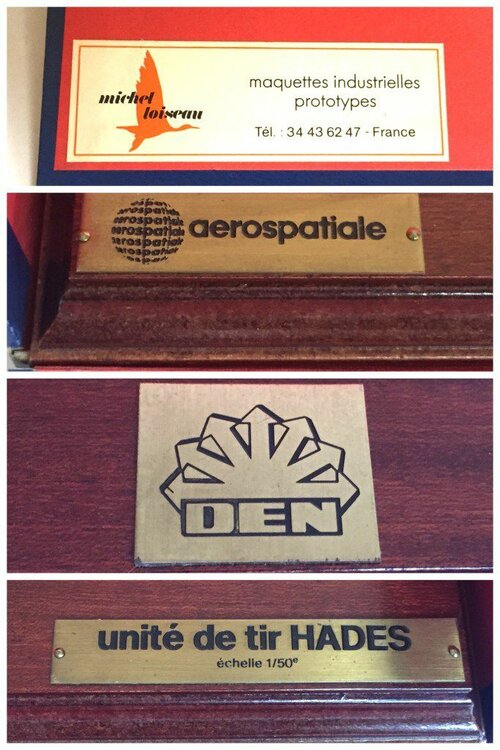 michel
loiseau
maquettes industrielles
prototypes
Tél. : 34 43 62 47 - France
aerospatiale
aerospatiale
aerospatiale
aerospatiale
aerospatiale
aerospatiale
aerospatiale
DEN
unité de tir HADES
échelle 1/50e